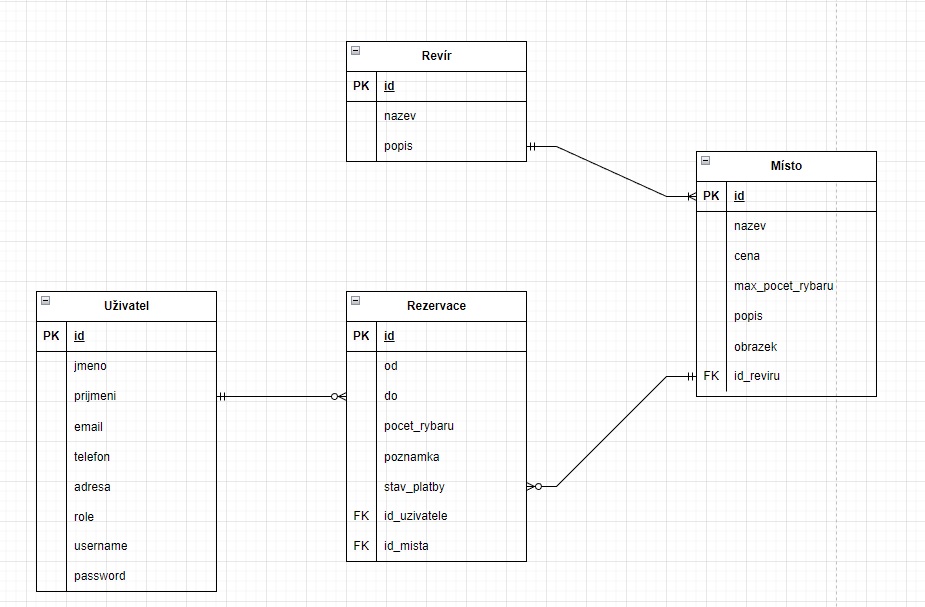 Revír
PK id
nazev
popis
Místo
PK id
nazev
cena
max_pocet_rybaru
popis
obrazek
FK id_reviru
Uživatel
PK id
jmeno
prijmeni
email
telefon
adresa
role
username
password
Rezervace
PK id
od
do
pocet_rybaru
poznamka
stav_platby
FK id_uzivatele
FK id_mista